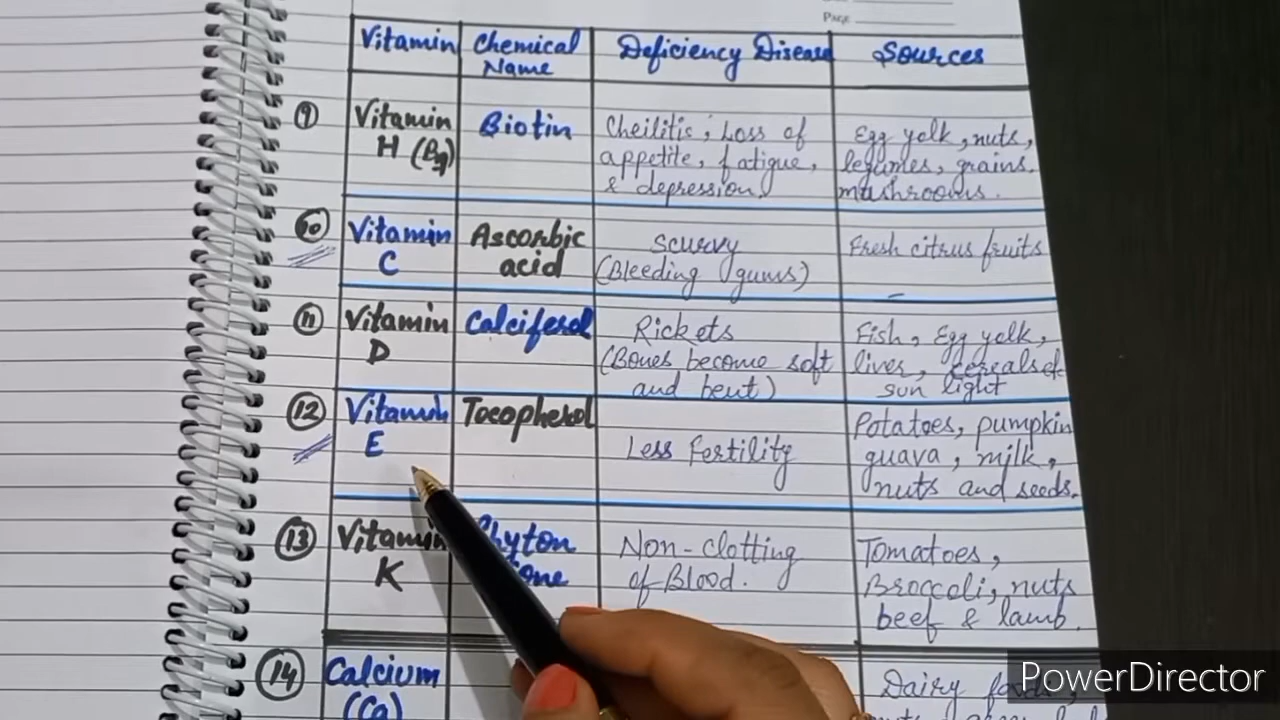 PAGE
Vitamin Chemical Name Deficiency Disease Sources
9 Vitamin H (B7) Biotin Cheilitis, Loss of Egg yolk, nuts,
appetite, fatigue, legumes, grains.
& depression. mushrooms.
10 Vitamin C Ascorbic acid Scurvy Fresh citrus fruits
(Bleeding gums)
11 Vitamin D Calciferol Rickets Fish, Egg yolk,
(Bones become soft liver, cereals &
and bent) sun light
12 Vitamin E Tocopherol Less Fertility Potatoes, pumpkin
guava, milk,
nuts and seeds.
13 Vitamin K Non-clotting Tomatoes,
of Blood. Broccoli, nuts
beef & lamb.
14 Calcium Dairy
(Ca)
PowerDirector